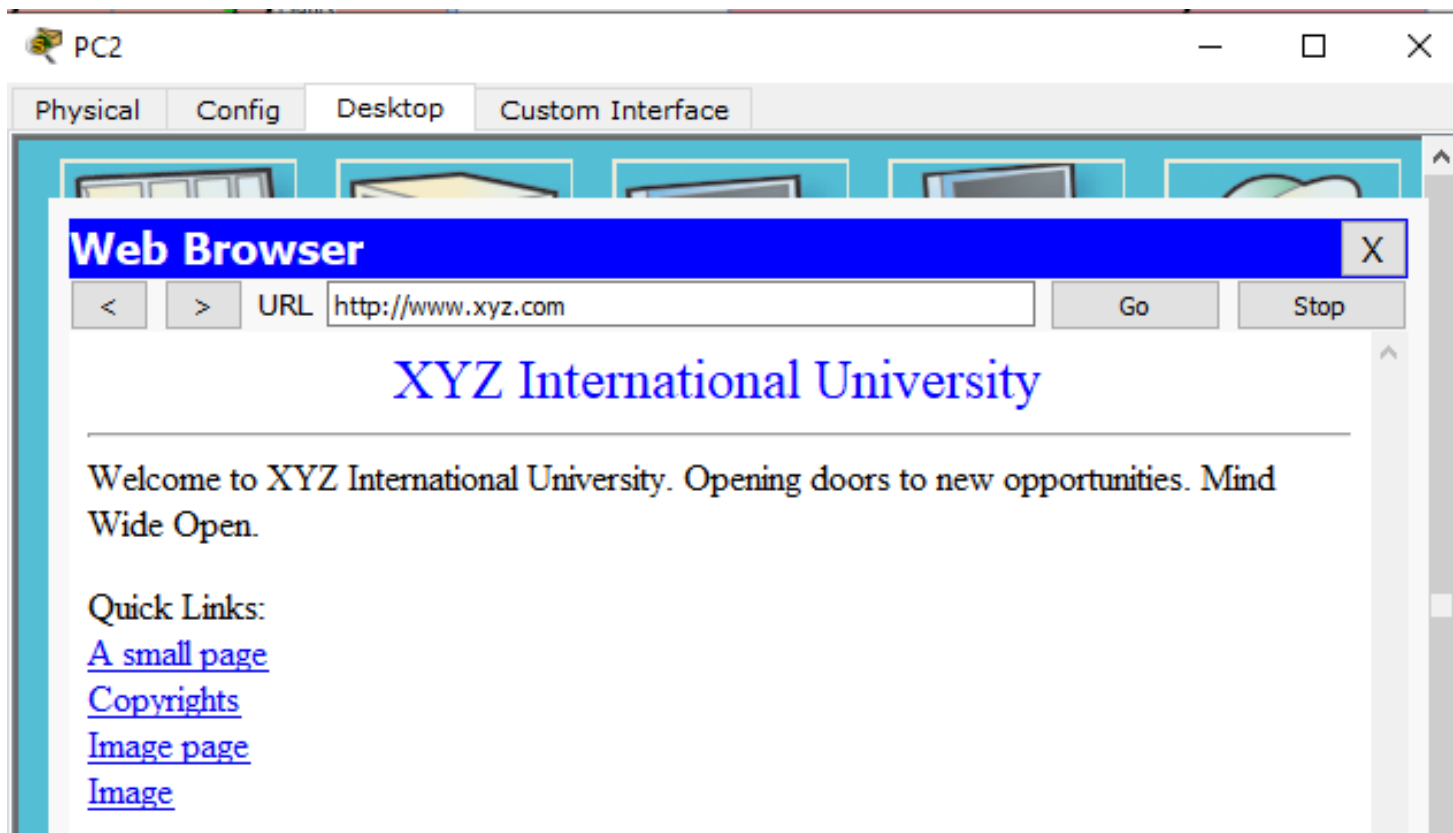 PC2
Physical Config Desktop Custom Interface
Web Browser X
< > URL http://www.xyz.com Go Stop
XYZ International University
Welcome to XYZ International University. Opening doors to new opportunities. Mind
Wide Open.
Quick Links:
A small page
Copyrights
Image page
Image